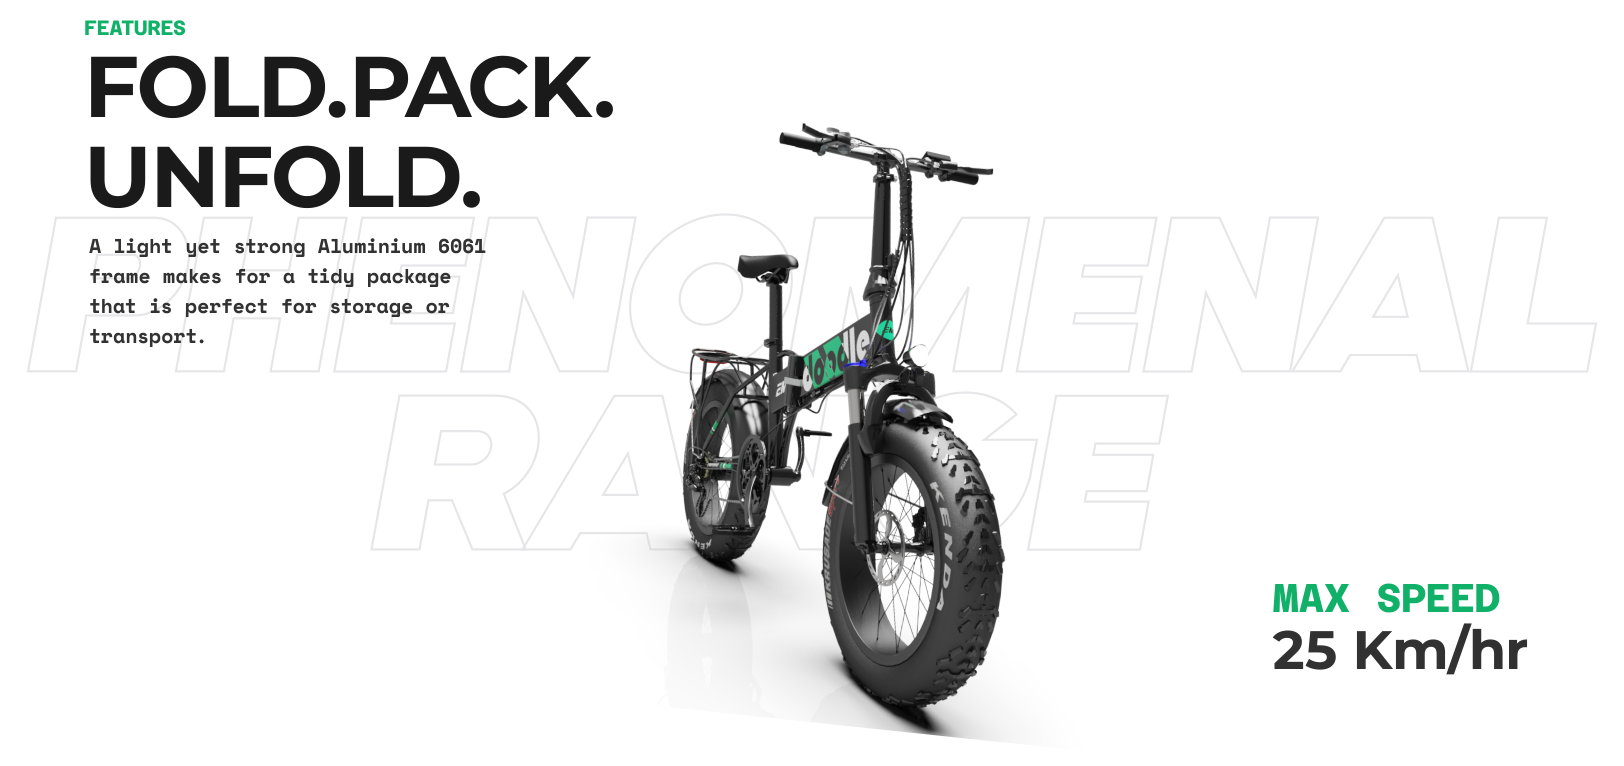 FEATURES
FOLD.PACK.
UNFOLD.
A light yet strong Aluminium 6061
frame makes for a tidy package
that is perfect for storage or
transport.
PHENOMENAL
RANGE
doodle
KENDA
KRUSADE
MAX SPEED
25 Km/hr